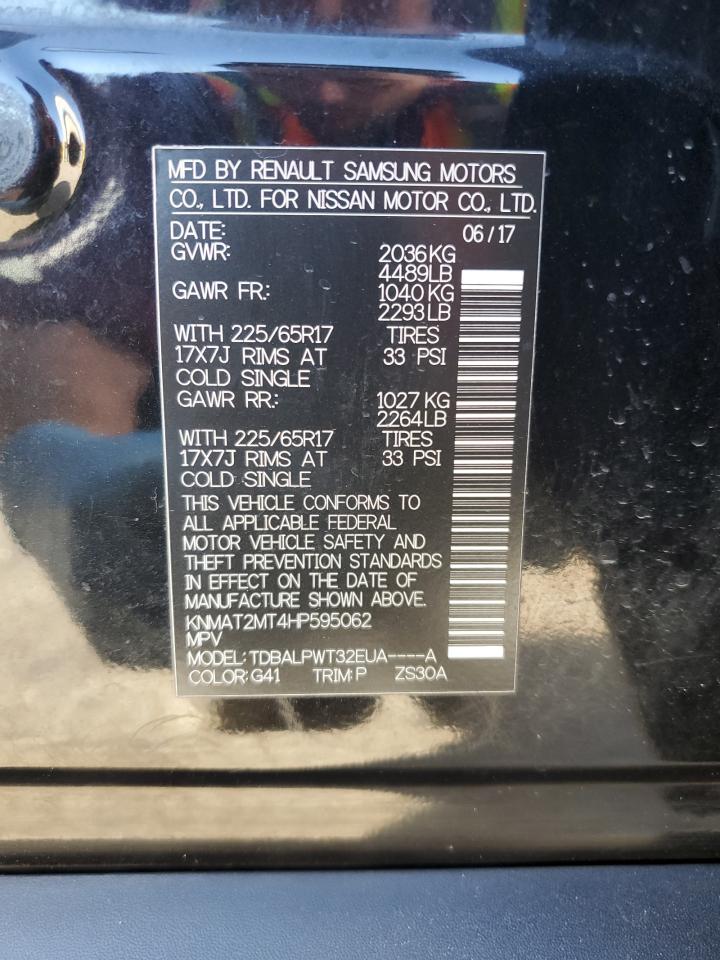 MFD BY RENAULT SAMSUNG MOTORS
CO., LTD. FOR NISSAN MOTOR CO., LTD.
DATE: 06/17
GVWR: 2036KG
4489LB
GAWR FR.: 1040KG
2293LB
WITH 225/65R17 TIRES
17X7J RIMS AT 33 PSI
COLD SINGLE
GAWR RR.: 1027 KG
2264LB
WITH 225/65R17 TIRES
17X7J RIMS AT 33 PSI
COLD SINGLE
THIS VEHICLE CONFORMS TO
ALL APPLICABLE FEDERAL
MOTOR VEHICLE SAFETY AND
THEFT PREVENTION STANDARDS
IN EFFECT ON THE DATE OF
MANUFACTURE SHOWN ABOVE.
KNMAT2MT4HP595062
MPV
MODEL:TDBALPWT32EUA----A
COLOR:G41 TRIM:P ZS30A